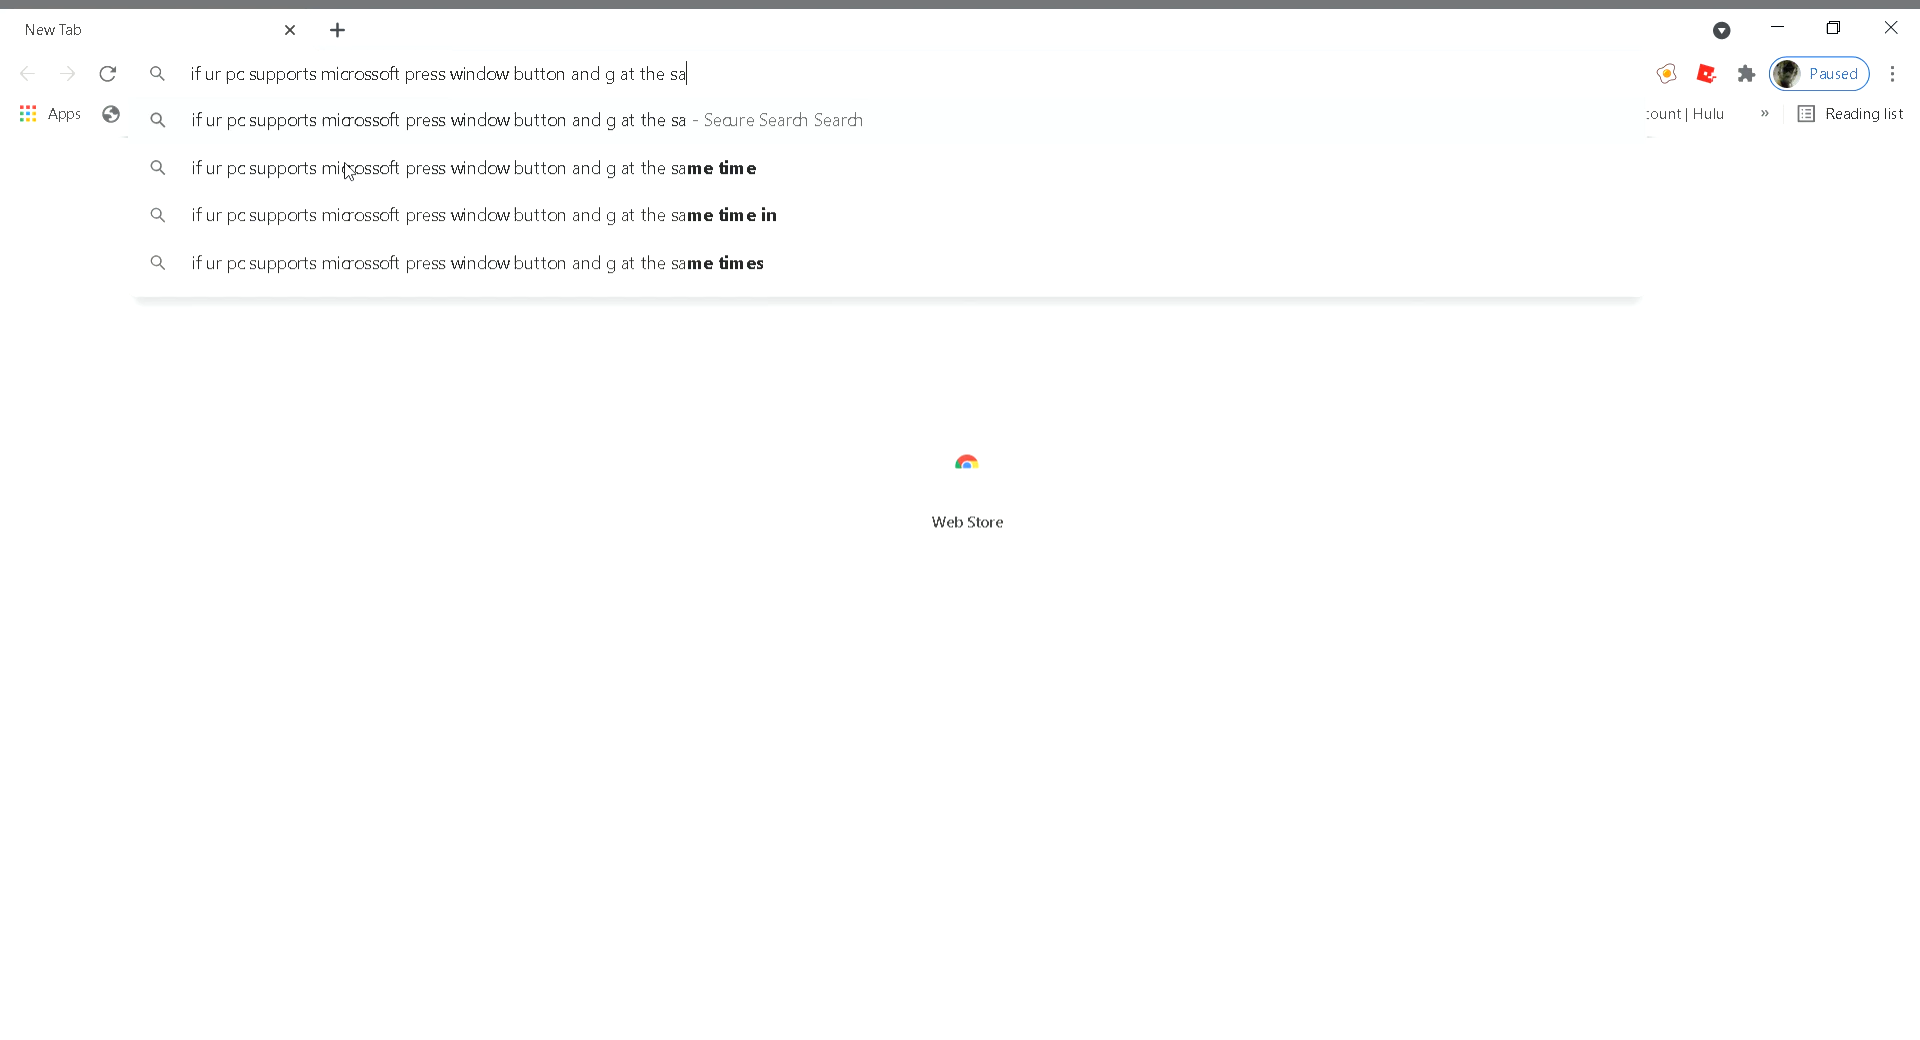 New Tab
if ur pc supports microssoft press window button and g at the sa
Paused
Apps
count | Hulu
»
Reading list
if ur pc supports microssoft press window button and g at the sa - Secure Search Search
if ur pc supports microssoft press window button and g at the same time
if ur pc supports microssoft press window button and g at the same time in
if ur pc supports microssoft press window button and g at the same times
Web Store